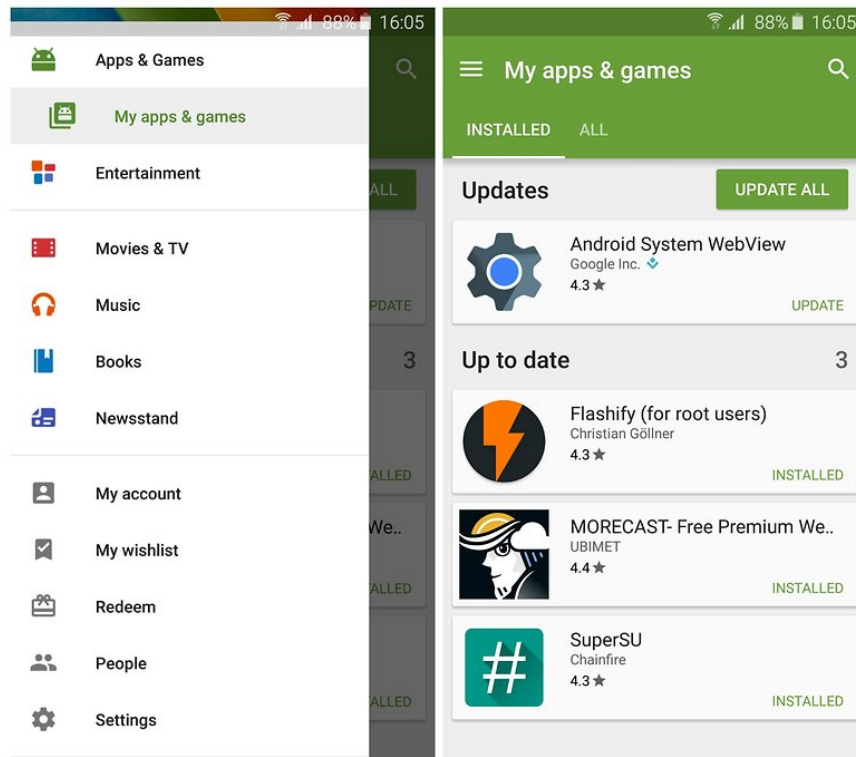 88% 16:05
Apps & Games
My apps & games
Entertainment
ALL
Movies & TV
Music
PDATE
Books
3
Newsstand
My account
ALLED
My wishlist
We..
Redeem
ALLED
People
Settings
ALLED
88% 16:05
My apps & games
INSTALLED ALL
Updates UPDATE ALL
Android System WebView
Google Inc.
4.3★
UPDATE
Up to date 3
Flashify (for root users)
Christian Göllner
4.3★
INSTALLED
MORECAST- Free Premium We..
UBIMET
4.4★
INSTALLED
#
SuperSU
Chainfire
4.3★
INSTALLED